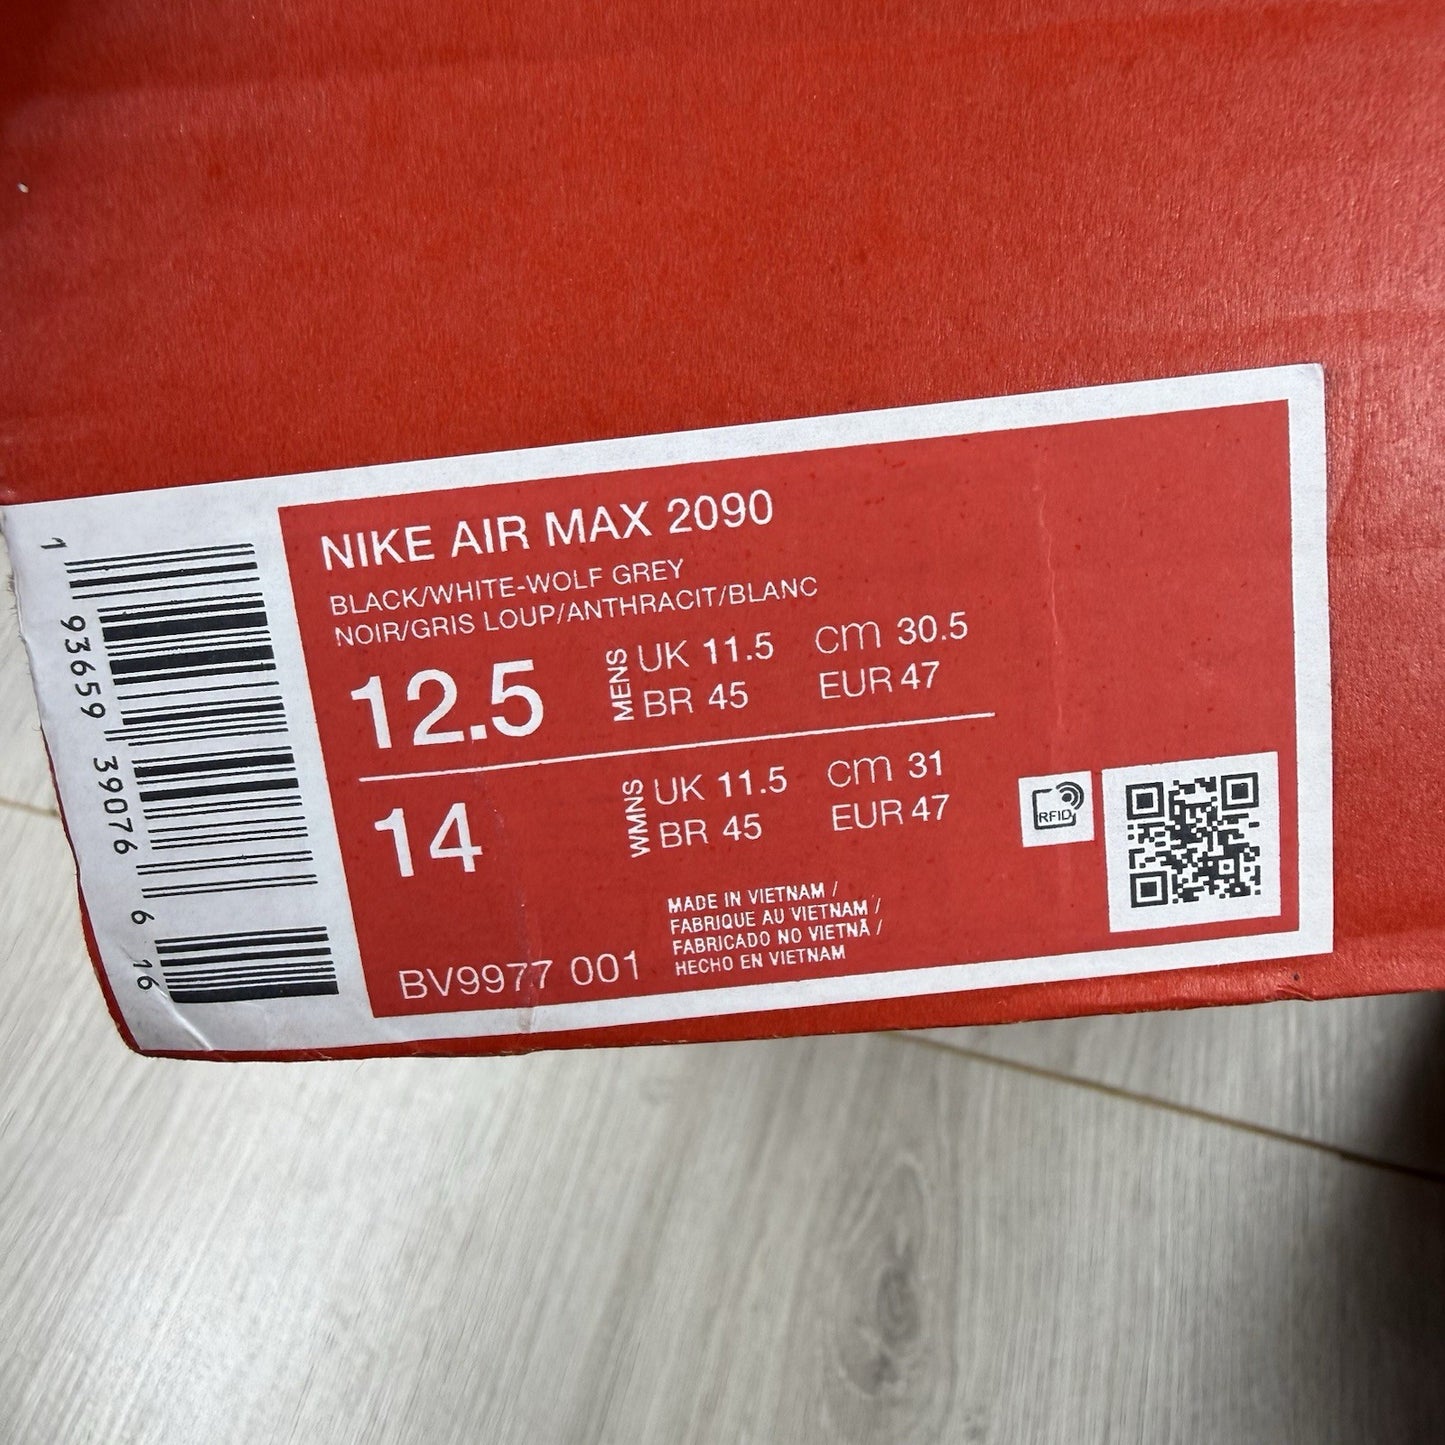 NIKE AIR MAX 2090
BLACK/WHITE-WOLF GREY
NOIR/GRIS LOUP/ANTHRACIT/BLANC
12.5 MENS UK 11.5 cm 30.5
BR 45 EUR 47
14 WMNS UK 11.5 cm 31
BR 45 EUR 47
RFID
MADE IN VIETNAM /
FABRIQUE AU VIETNAM /
FABRICADO NO VIETNÃ /
HECHO EN VIETNAM
BV9977 001
1 93659 39076 6 16